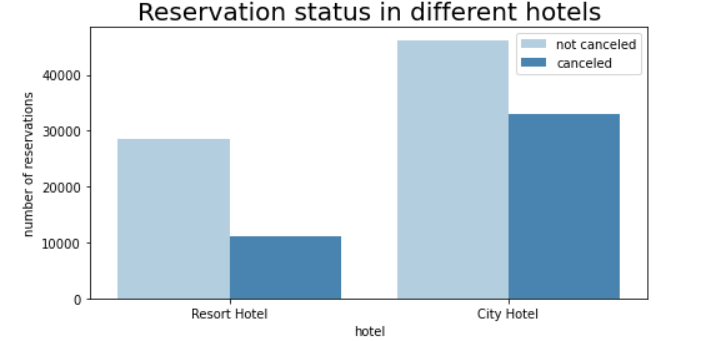 Reservation status in different hotels
not canceled
canceled
number of reservations
40000
30000
20000
10000
0
Resort Hotel
City Hotel
hotel